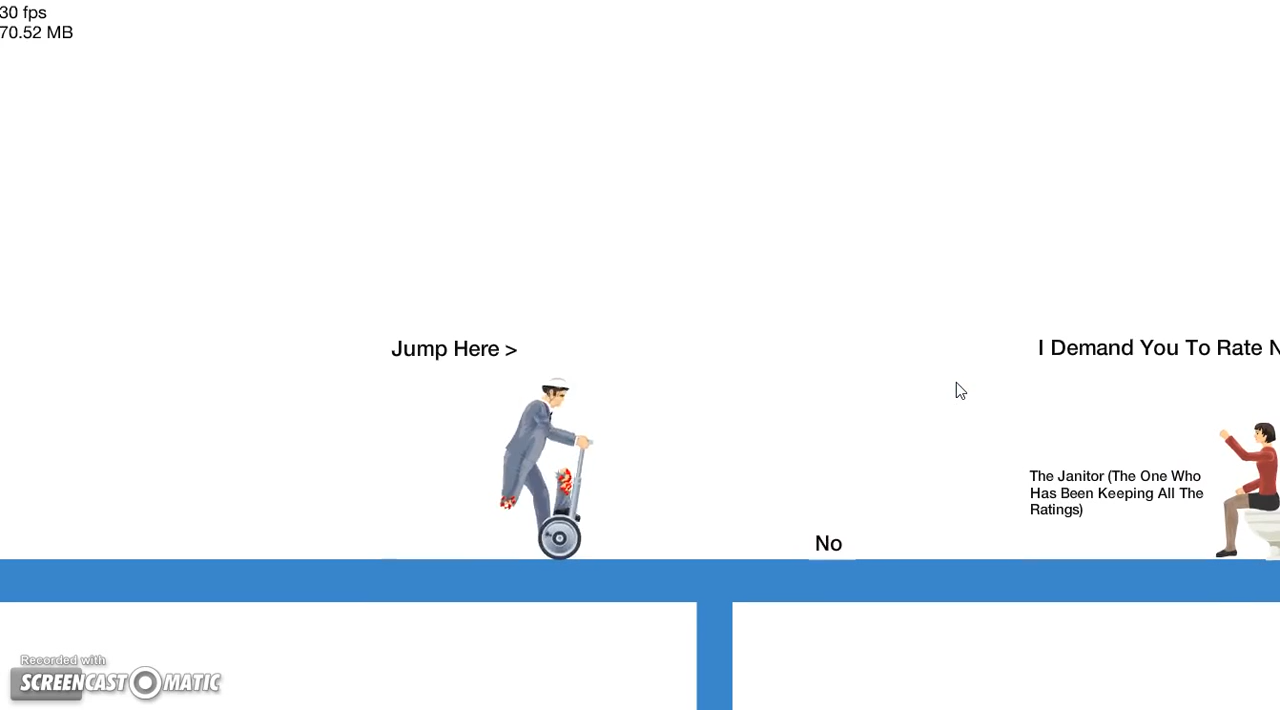 30 fps
70.52 MB
Jump Here >
I Demand You To Rate N
The Janitor (The One Who
Has Been Keeping All The
Ratings)
No
Recorded with
SCREENCAST MATIC